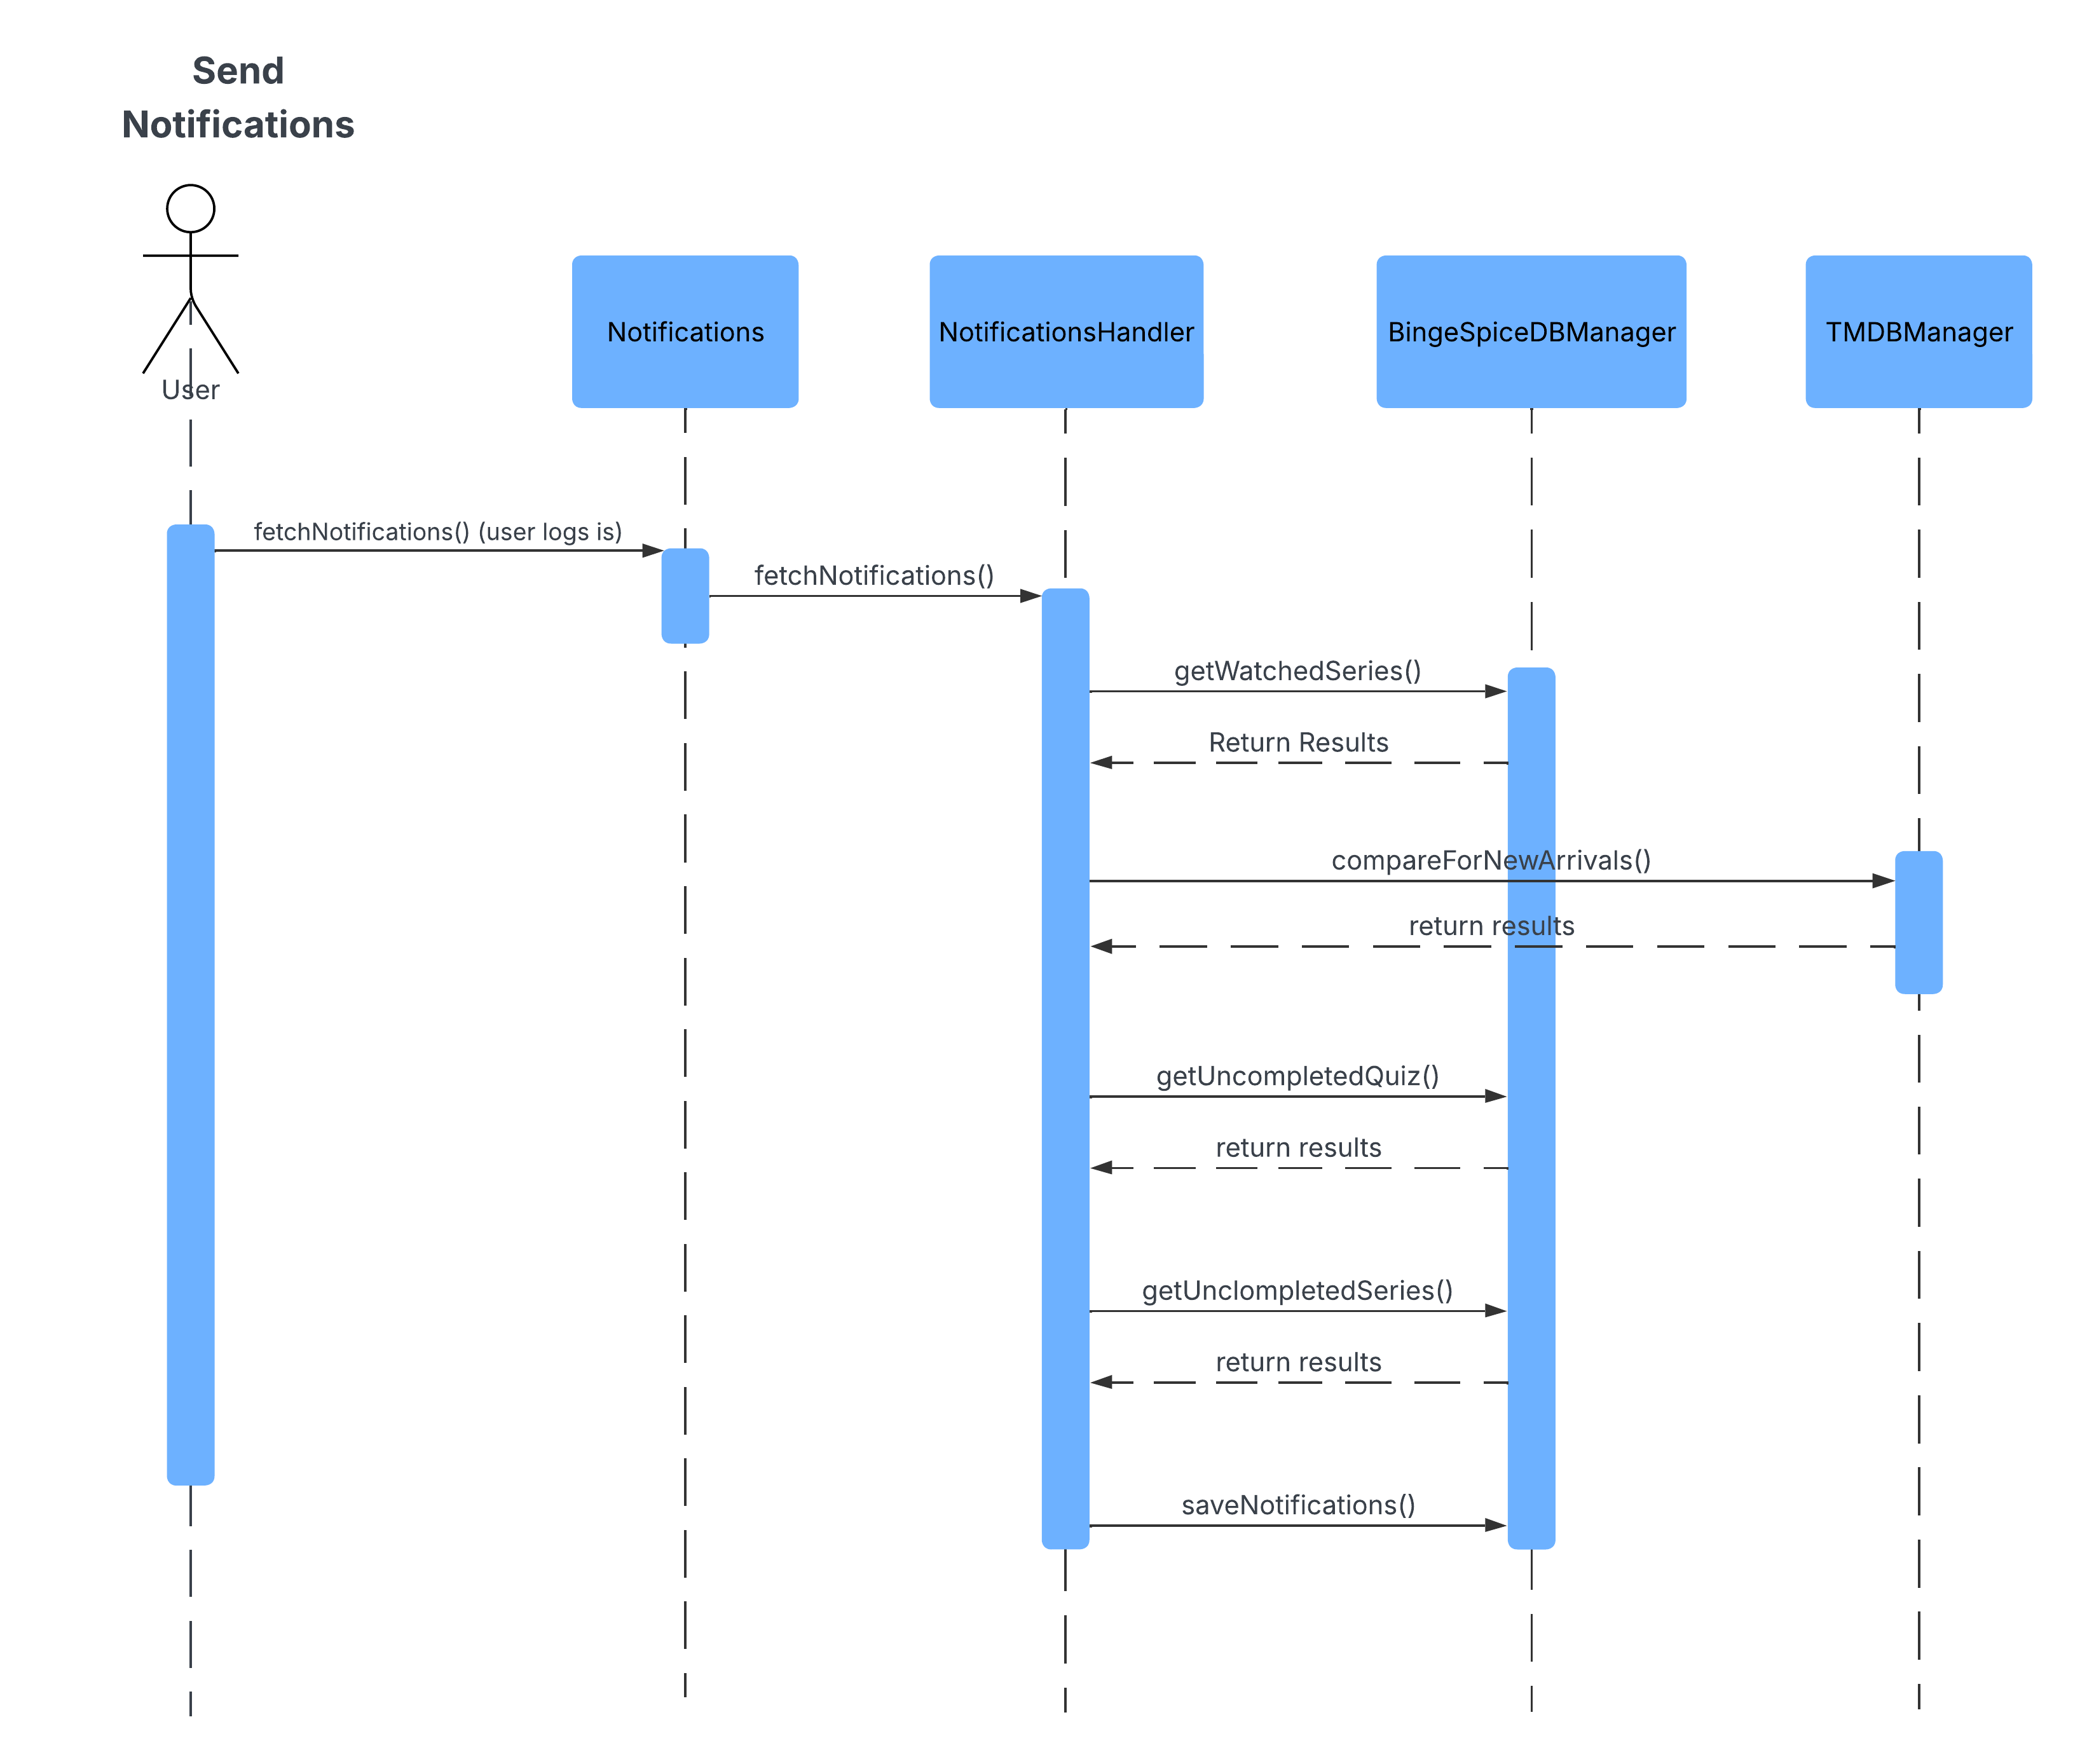 Send
Notifications
User
Notifications
NotificationsHandler
BingeSpiceDBManager
TMDBManager
fetchNotifications() (user logs is)
fetchNotifications()
getWatchedSeries()
Return Results
compareForNewArrivals()
return results
getUncompletedQuiz()
return results
getUnclompletedSeries()
return results
saveNotifications()